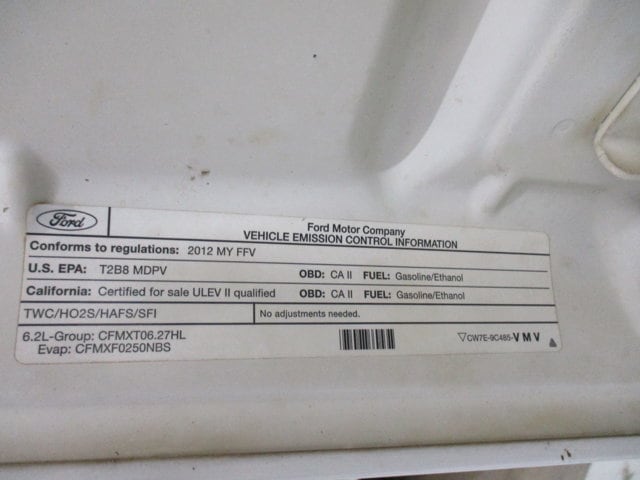 Ford
Ford Motor Company
VEHICLE EMISSION CONTROL INFORMATION
Conforms to regulations: 2012 MY FFV
U.S. EPA: T2B8 MDPV OBD: CA II FUEL: Gasoline/Ethanol
California: Certified for sale ULEV II qualified OBD: CA II FUEL: Gasoline/Ethanol
TWC/HO2S/HAFS/SFI No adjustments needed.
6.2L-Group: CFMXT06.27HL
Evap: CFMXF0250NBS
CW7E-9C485-VMV